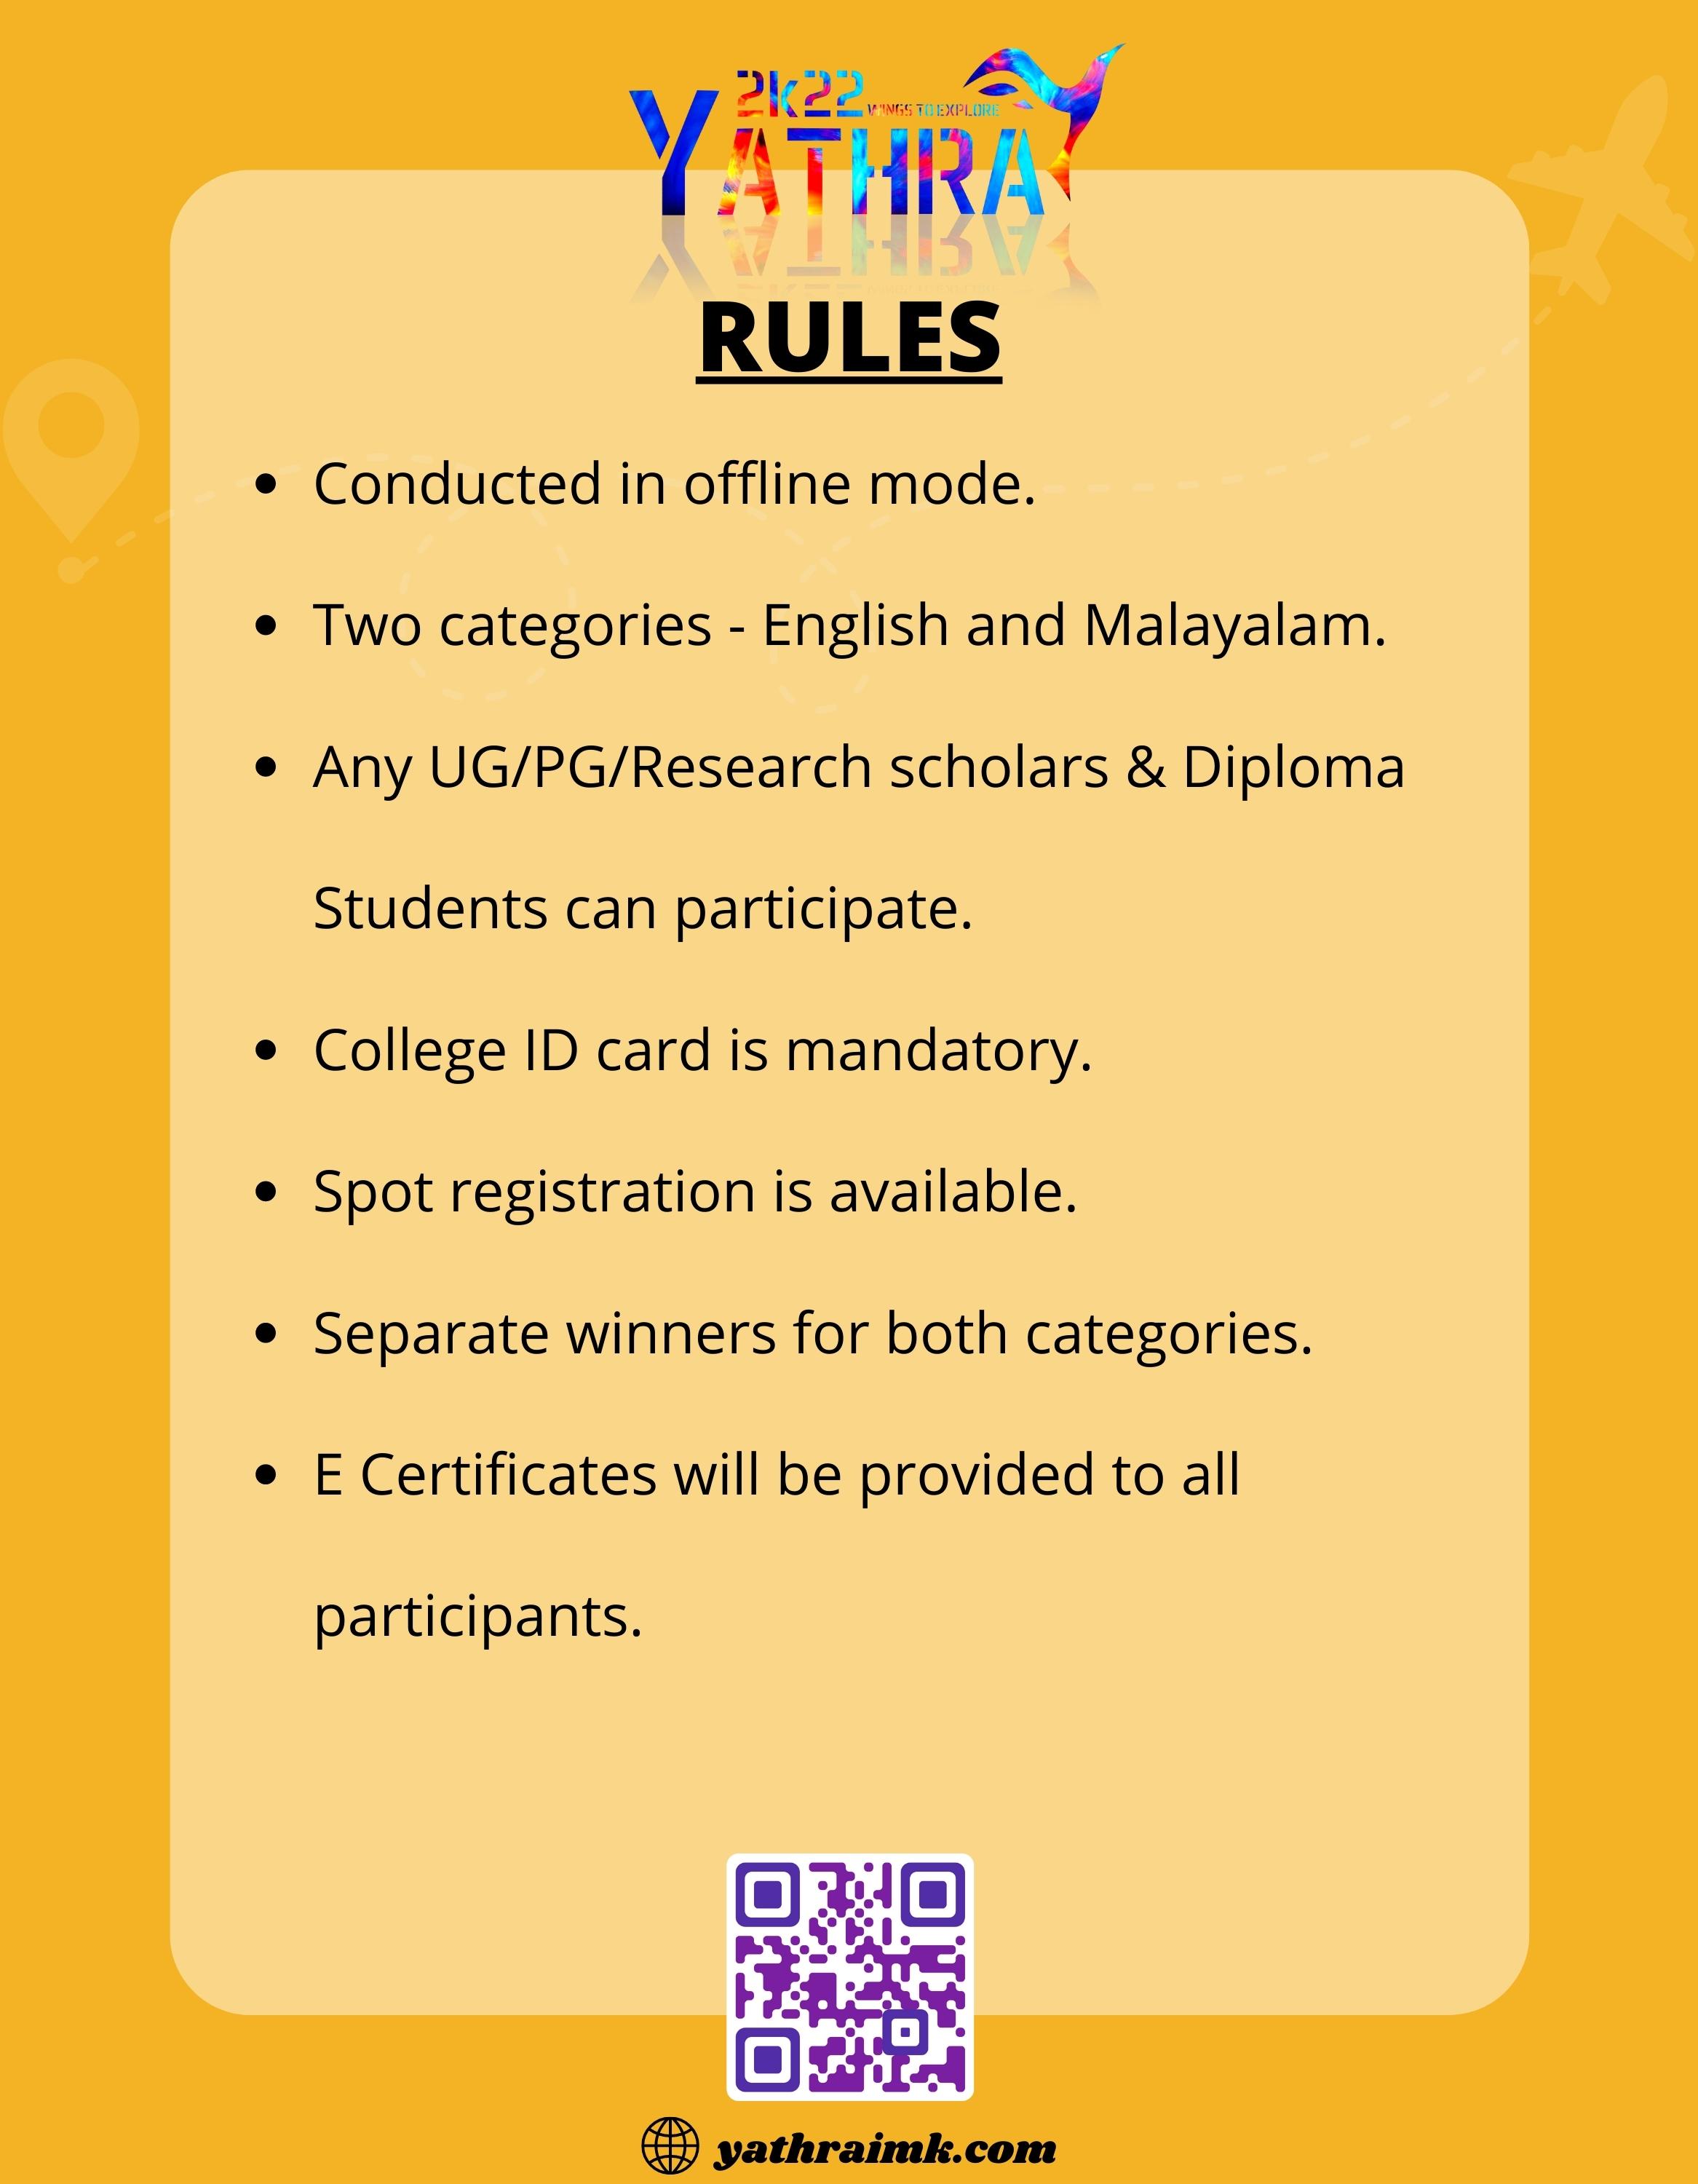 2k22 WINGS TO EXPLORE
YATHRA
RULES
• Conducted in offline mode.
• Two categories - English and Malayalam.
• Any UG/PG/Research scholars & Diploma
Students can participate.
• College ID card is mandatory.
• Spot registration is available.
• Separate winners for both categories.
• E Certificates will be provided to all
participants.
yathraimk.com